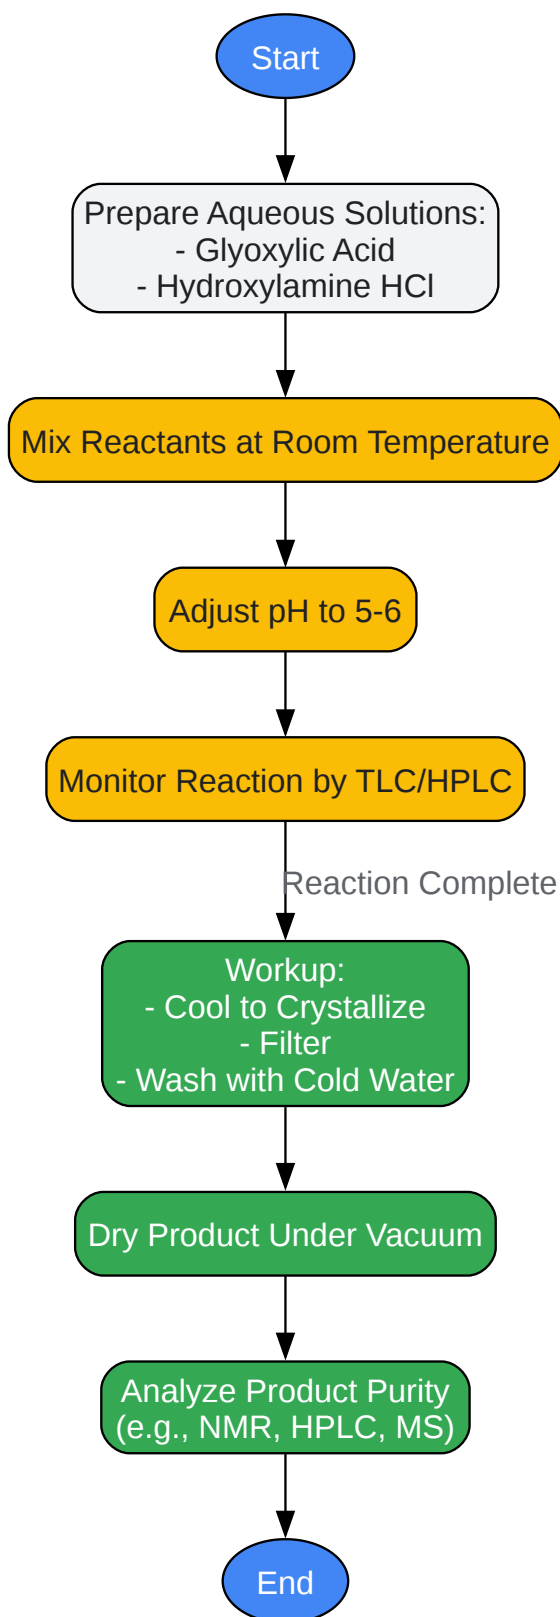 Start
Prepare Aqueous Solutions:
- Glyoxylic Acid
- Hydroxylamine HCl
Mix Reactants at Room Temperature
Adjust pH to 5-6
Monitor Reaction by TLC/HPLC
Reaction Complete
Workup:
- Cool to Crystallize
- Filter
- Wash with Cold Water
Dry Product Under Vacuum
Analyze Product Purity
(e.g., NMR, HPLC, MS)
End